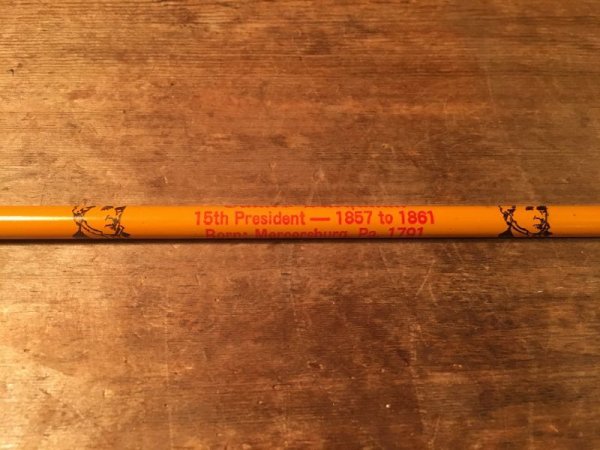 15th President — 1857 to 1861
Born: Mercersburg, Pa. 1791